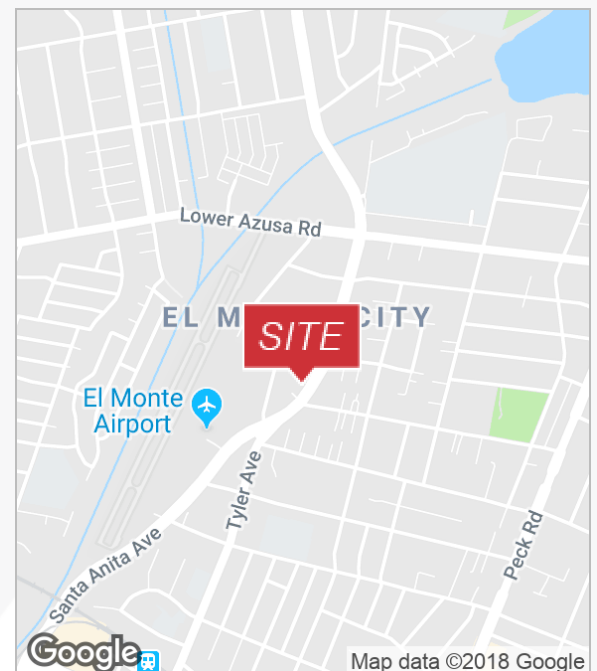 Lower Azusa Rd
EL M CITY
SITE
El Monte
Airport
Tyler Ave
Santa Anita Ave
Peck Rd
Google
Map data ©2018 Google